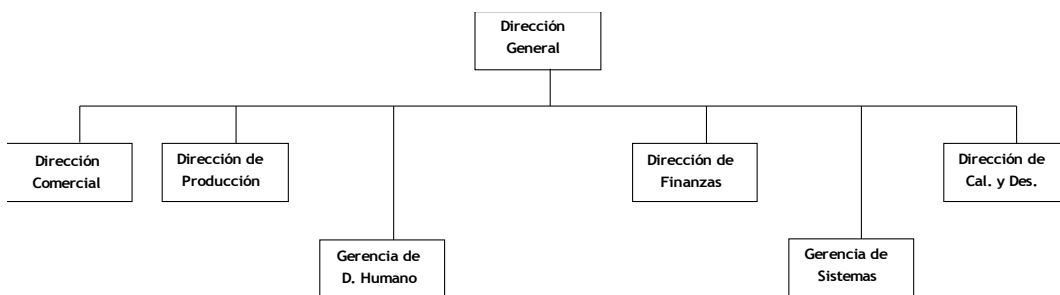 Dirección
General
Dirección
Comercial
Dirección de
Producción
Dirección de
Finanzas
Dirección de
Cal. y Des.
Gerencia de
D. Humano
Gerencia de
Sistemas